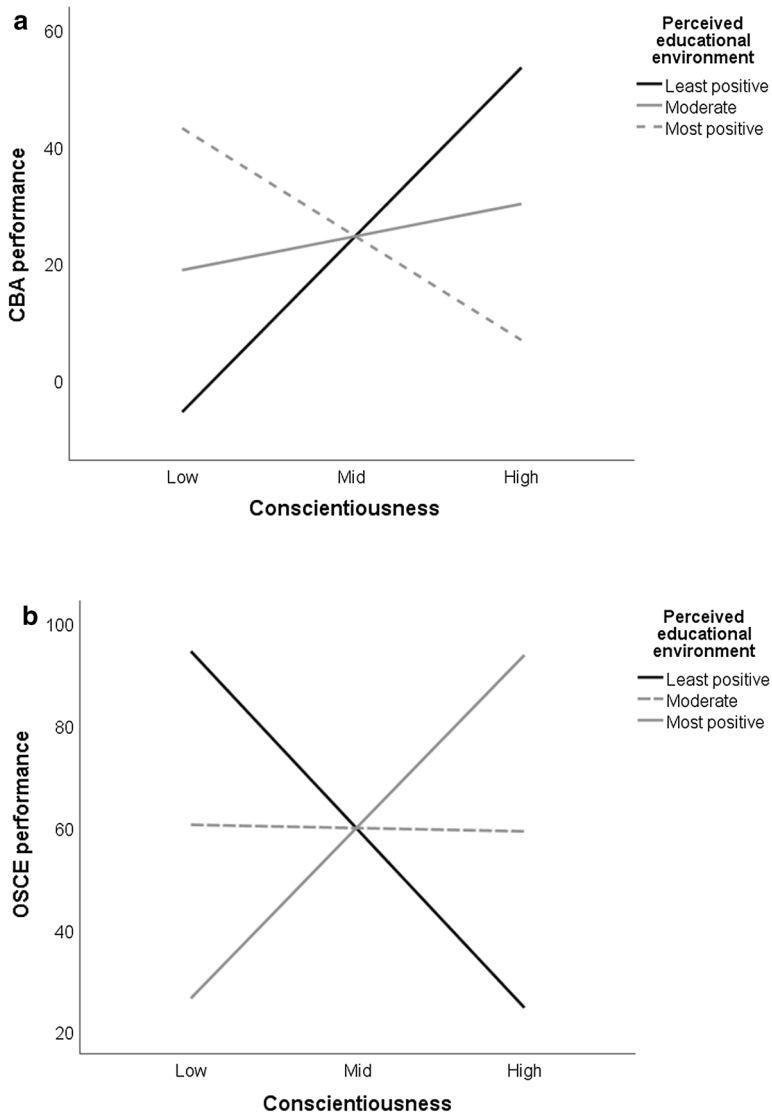 a
Perceived
educational
environment
Least positive
Moderate
Most positive
60
40
20
0
CBA performance
Low Mid High
Conscientiousness
b
Perceived
educational
environment
Least positive
Moderate
Most positive
100
80
60
40
20
OSCE performance
Low Mid High
Conscientiousness